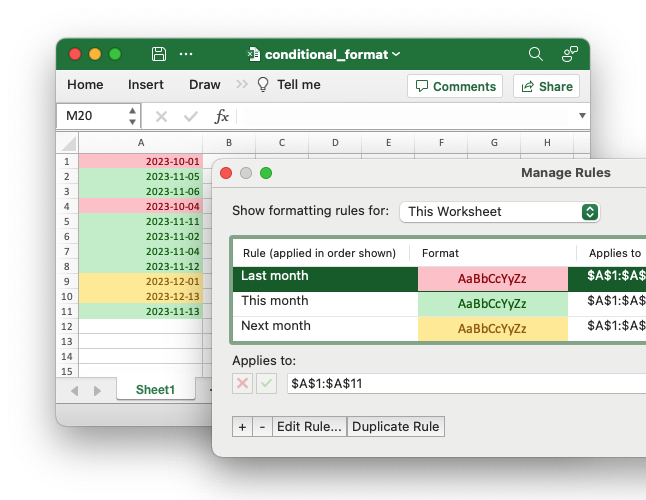 conditional_format
Home Insert Draw Tell me Comments Share
M20 fx
A B C D E F G H
1 2023-10-01
2 2023-11-05
3 2023-11-06
4 2023-10-04
5 2023-11-11
6 2023-11-02
7 2023-11-04
8 2023-11-12
9 2023-12-01
10 2023-12-13
11 2023-11-13
12
13
14
15
Sheet1
Manage Rules
Show formatting rules for: This Worksheet
Rule (applied in order shown) Format Applies to
Last month AaBbCcYyZz $A$1:$A$
This month AaBbCcYyZz $A$1:$A$
Next month AaBbCcYyZz $A$1:$A$
Applies to:
$A$1:$A$11
+ - Edit Rule... Duplicate Rule